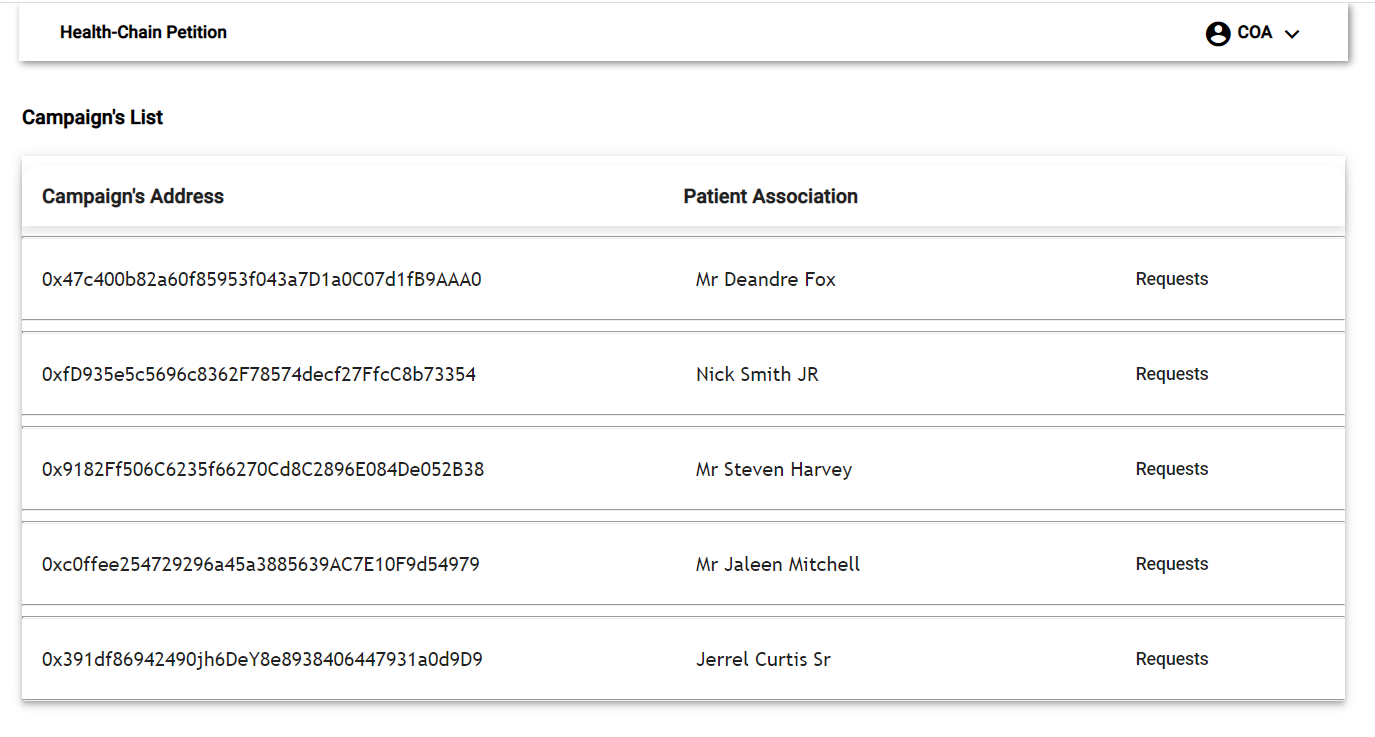 Health-Chain Petition COA
Campaign's List
Campaign's Address Patient Association
0x47c400b82a60f85953f043a7D1a0C07d1fB9AAA0 Mr Deandre Fox Requests
0xfD935e5c5696c8362F78574decf27FfcC8b73354 Nick Smith JR Requests
0x9182Ff506C6235f66270Cd8C2896E084De052B38 Mr Steven Harvey Requests
0xc0ffee254729296a45a3885639AC7E10F9d54979 Mr Jaleen Mitchell Requests
0x391df86942490jh6DeY8e8938406447931a0d9D9 Jerrel Curtis Sr Requests